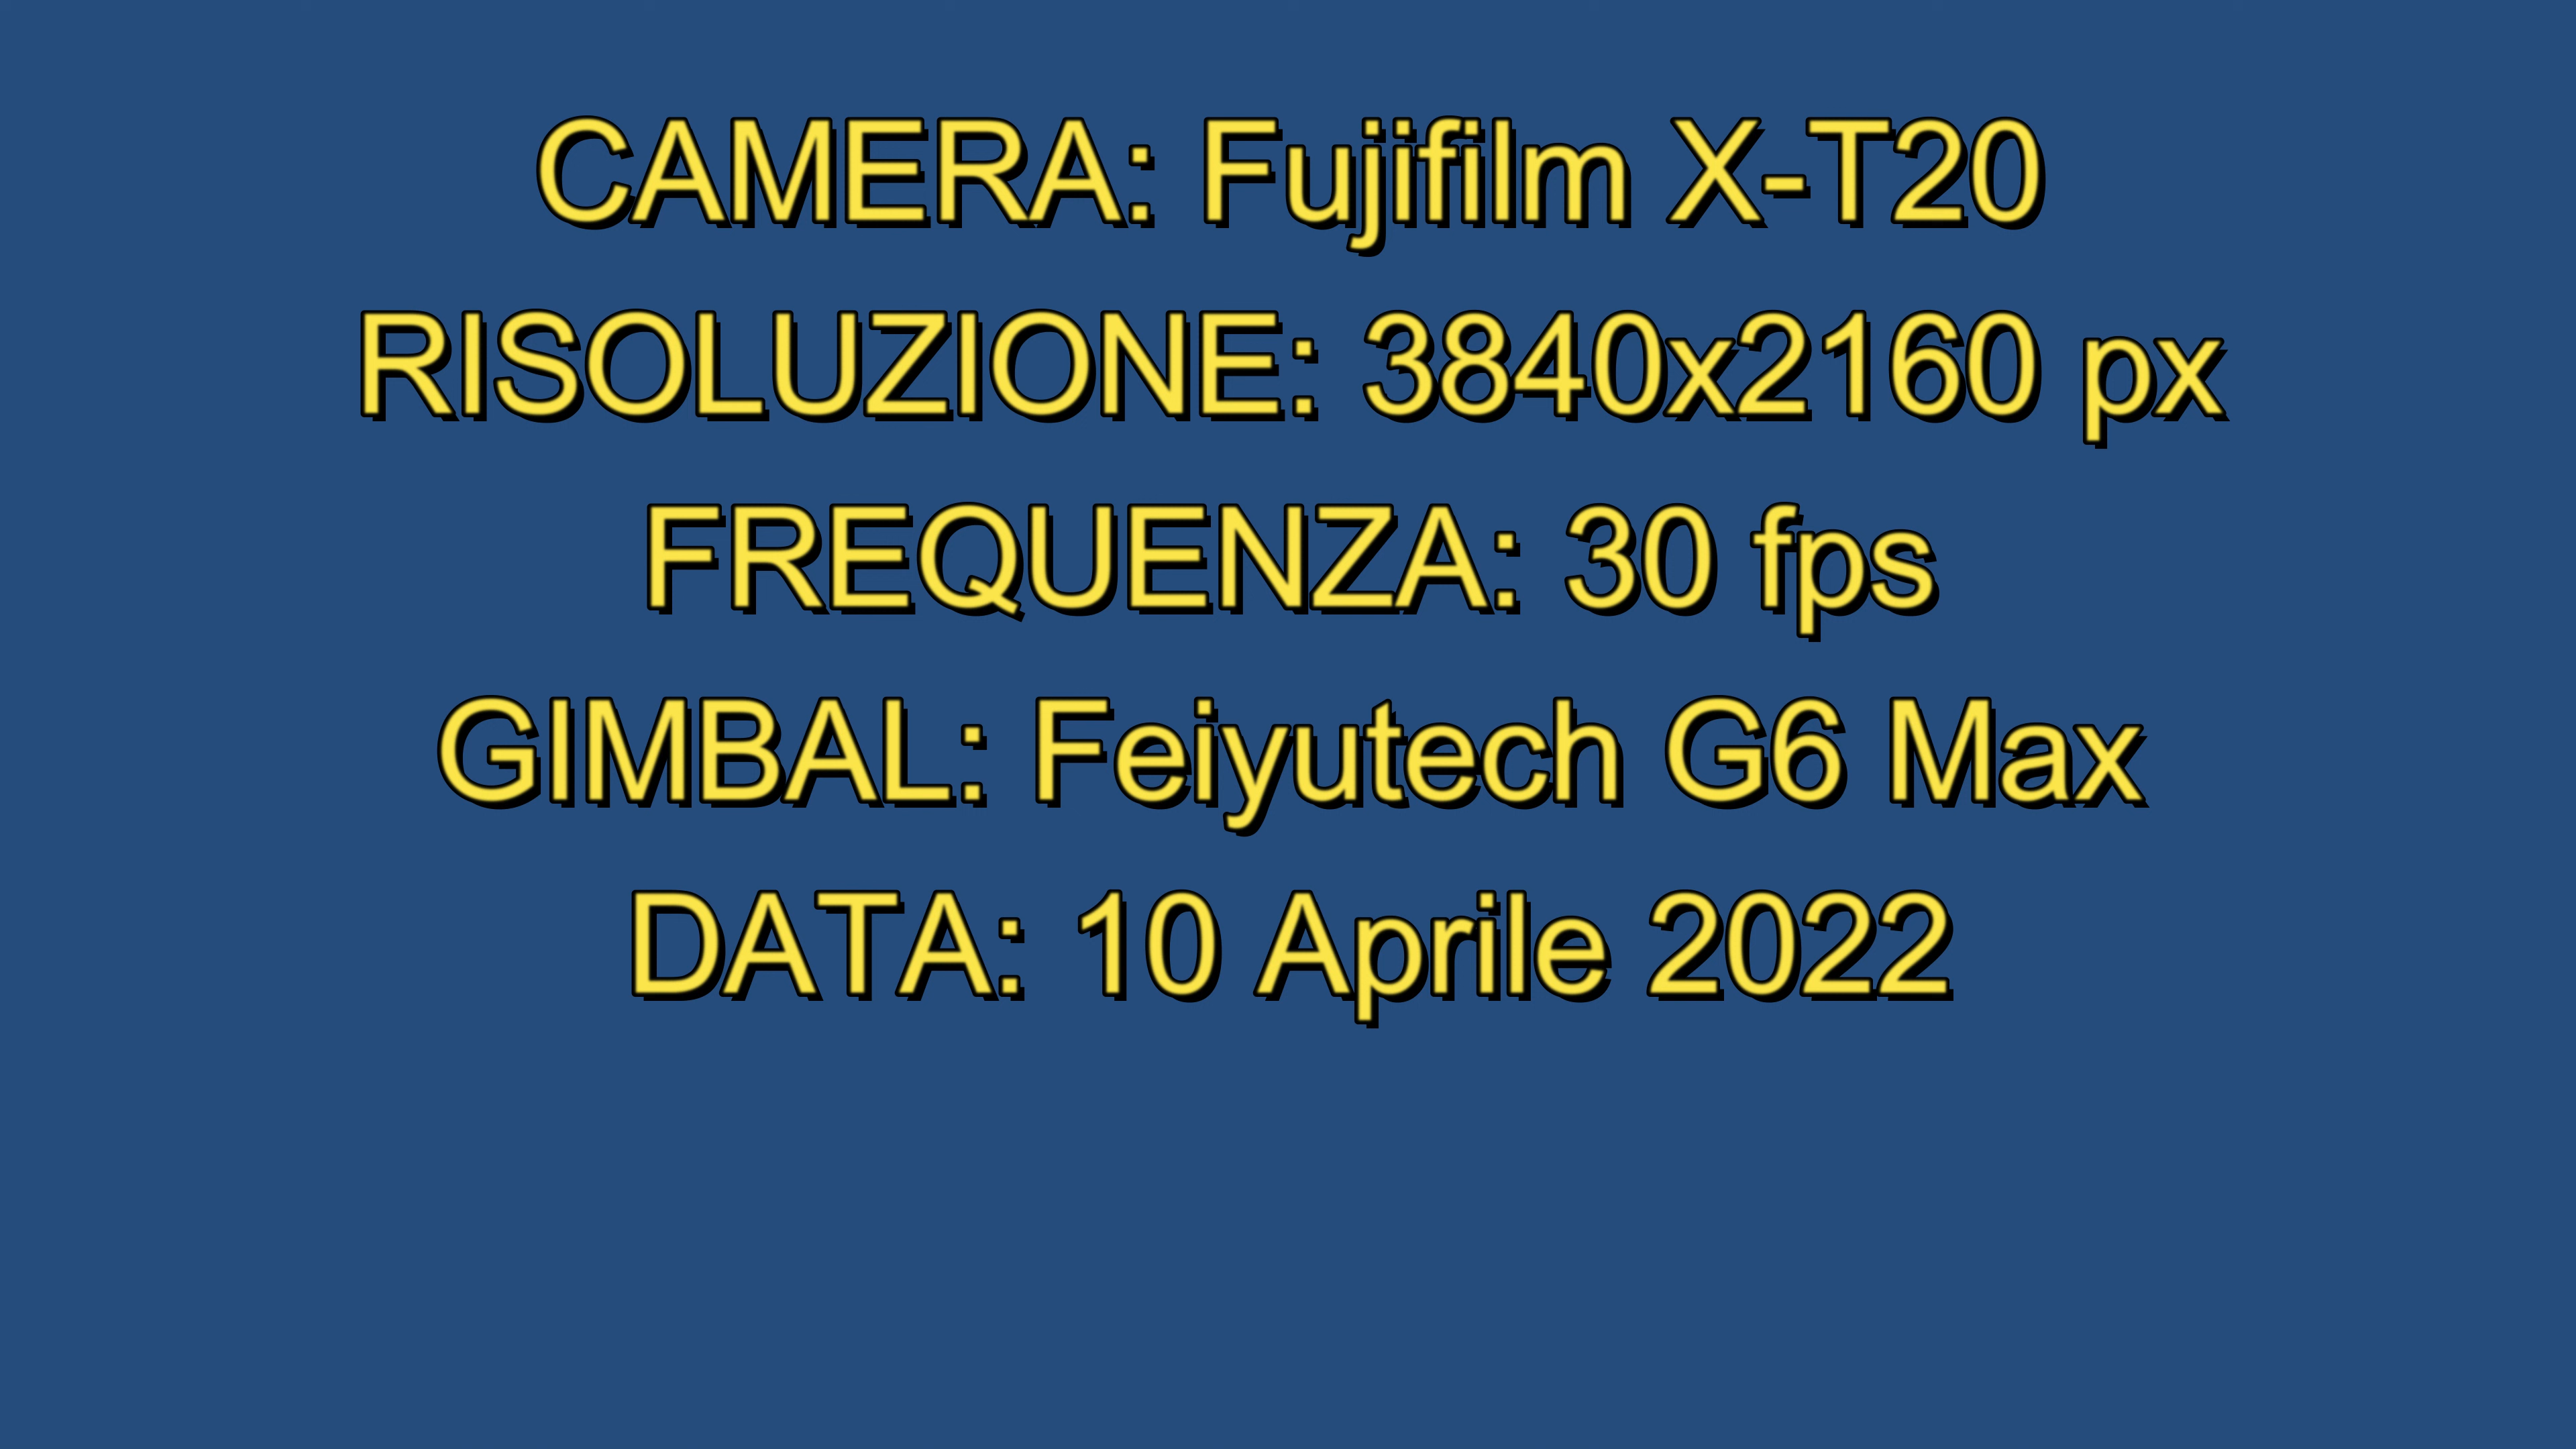 CAMERA: Fujifilm X-T20
RISOLUZIONE: 3840x2160 px
FREQUENZA: 30 fps
GIMBAL: Feiyutech G6 Max
DATA: 10 Aprile 2022